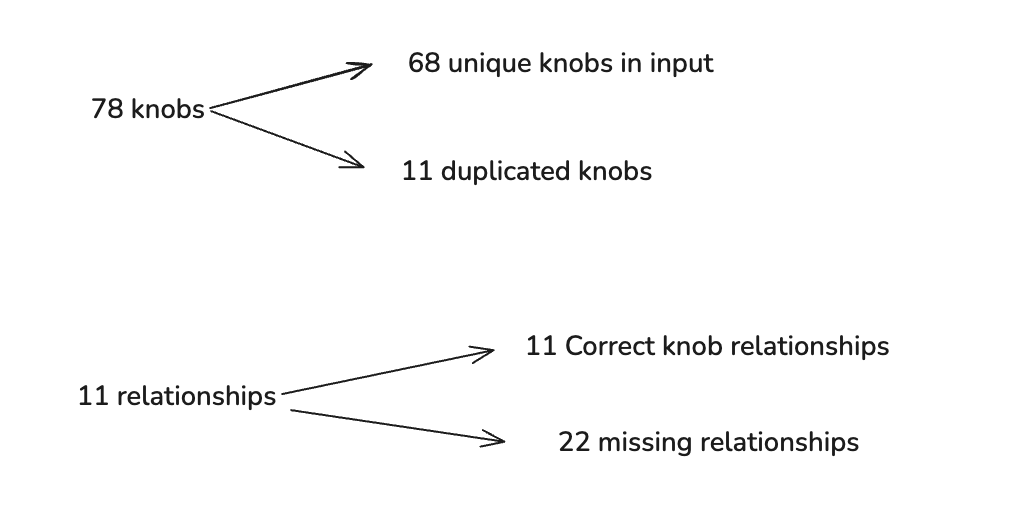 68 unique knobs in input
78 knobs
11 duplicated knobs
11 Correct knob relationships
11 relationships
22 missing relationships